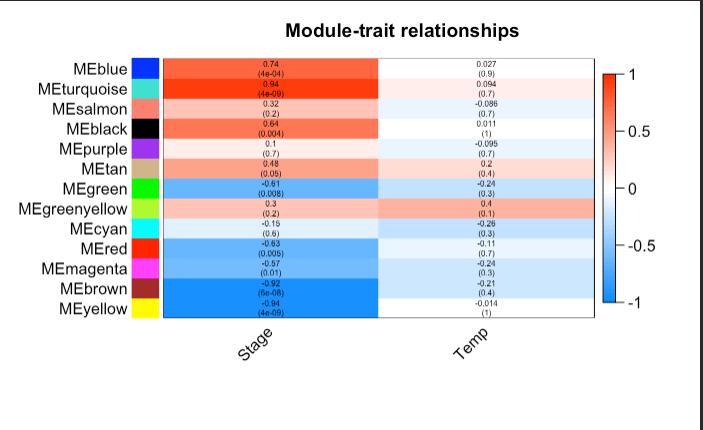 Module-trait relationships
MEblue 0.74 0.027
(4e-04) (0.9)
MEturquoise 0.94 0.094
(4e-09) (0.7)
MEsalmon 0.32 -0.086
(0.2) (0.7)
MEblack 0.64 0.011
(0.004) (1)
MEpurple 0.1 -0.095
(0.7) (0.7)
MEtan 0.48 0.2
(0.05) (0.4)
MEgreen -0.61 -0.24
(0.008) (0.3)
MEgreenyellow 0.3 0.4
(0.2) (0.1)
MEcyan -0.15 -0.26
(0.6) (0.3)
MEred -0.63 -0.11
(0.005) (0.7)
MEmagenta -0.57 -0.24
(0.01) (0.3)
MEbrown -0.92 -0.21
(6e-08) (0.4)
MEyellow -0.94 -0.014
(4e-09) (1)
Stage Temp
1
0.5
0
-0.5
-1